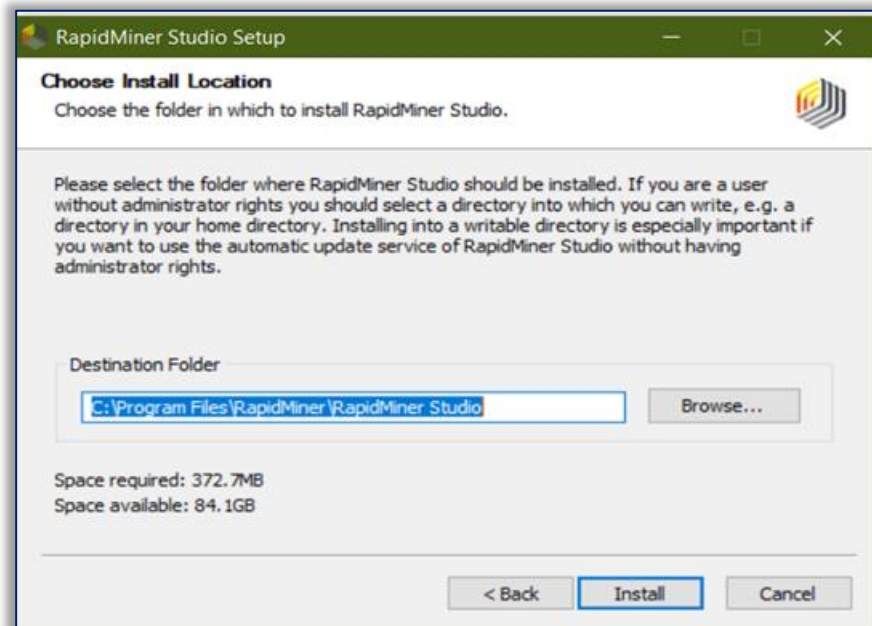 RapidMiner Studio Setup
Choose Install Location
Choose the folder in which to install RapidMiner Studio.
Please select the folder where RapidMiner Studio should be installed. If you are a user
without administrator rights you should select a directory into which you can write, e.g. a
directory in your home directory. Installing into a writable directory is especially important if
you want to use the automatic update service of RapidMiner Studio without having
administrator rights.
Destination Folder
C:\Program Files\RapidMiner\RapidMiner Studio
Browse...
Space required: 372.7MB
Space available: 84.1GB
< Back
Install
Cancel